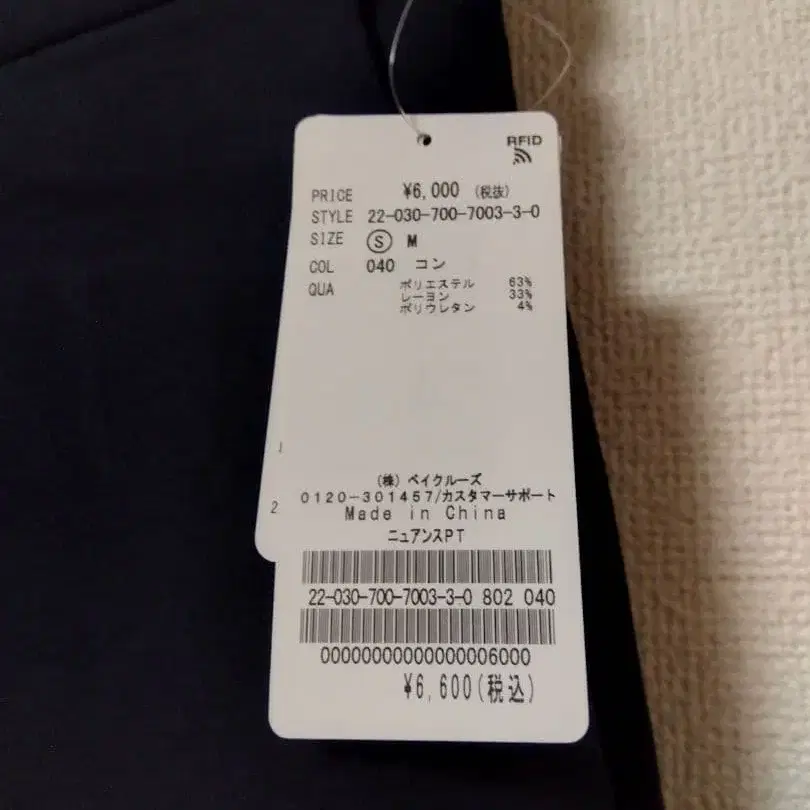 RFID
PRICE ¥6,000 (税抜)
STYLE 22-030-700-7003-3-0
SIZE Ⓢ M
COL 040 コン
QUA ポリエステル 63%
レーヨン 33%
ポリウレタン 4%
1
2
(株) ベイクルーズ
0120-301457/カスタマーサポート
Made in China
ニュアンスPT
22-030-700-7003-3-0 802 040
00000000000000006000
¥6,600(税込)